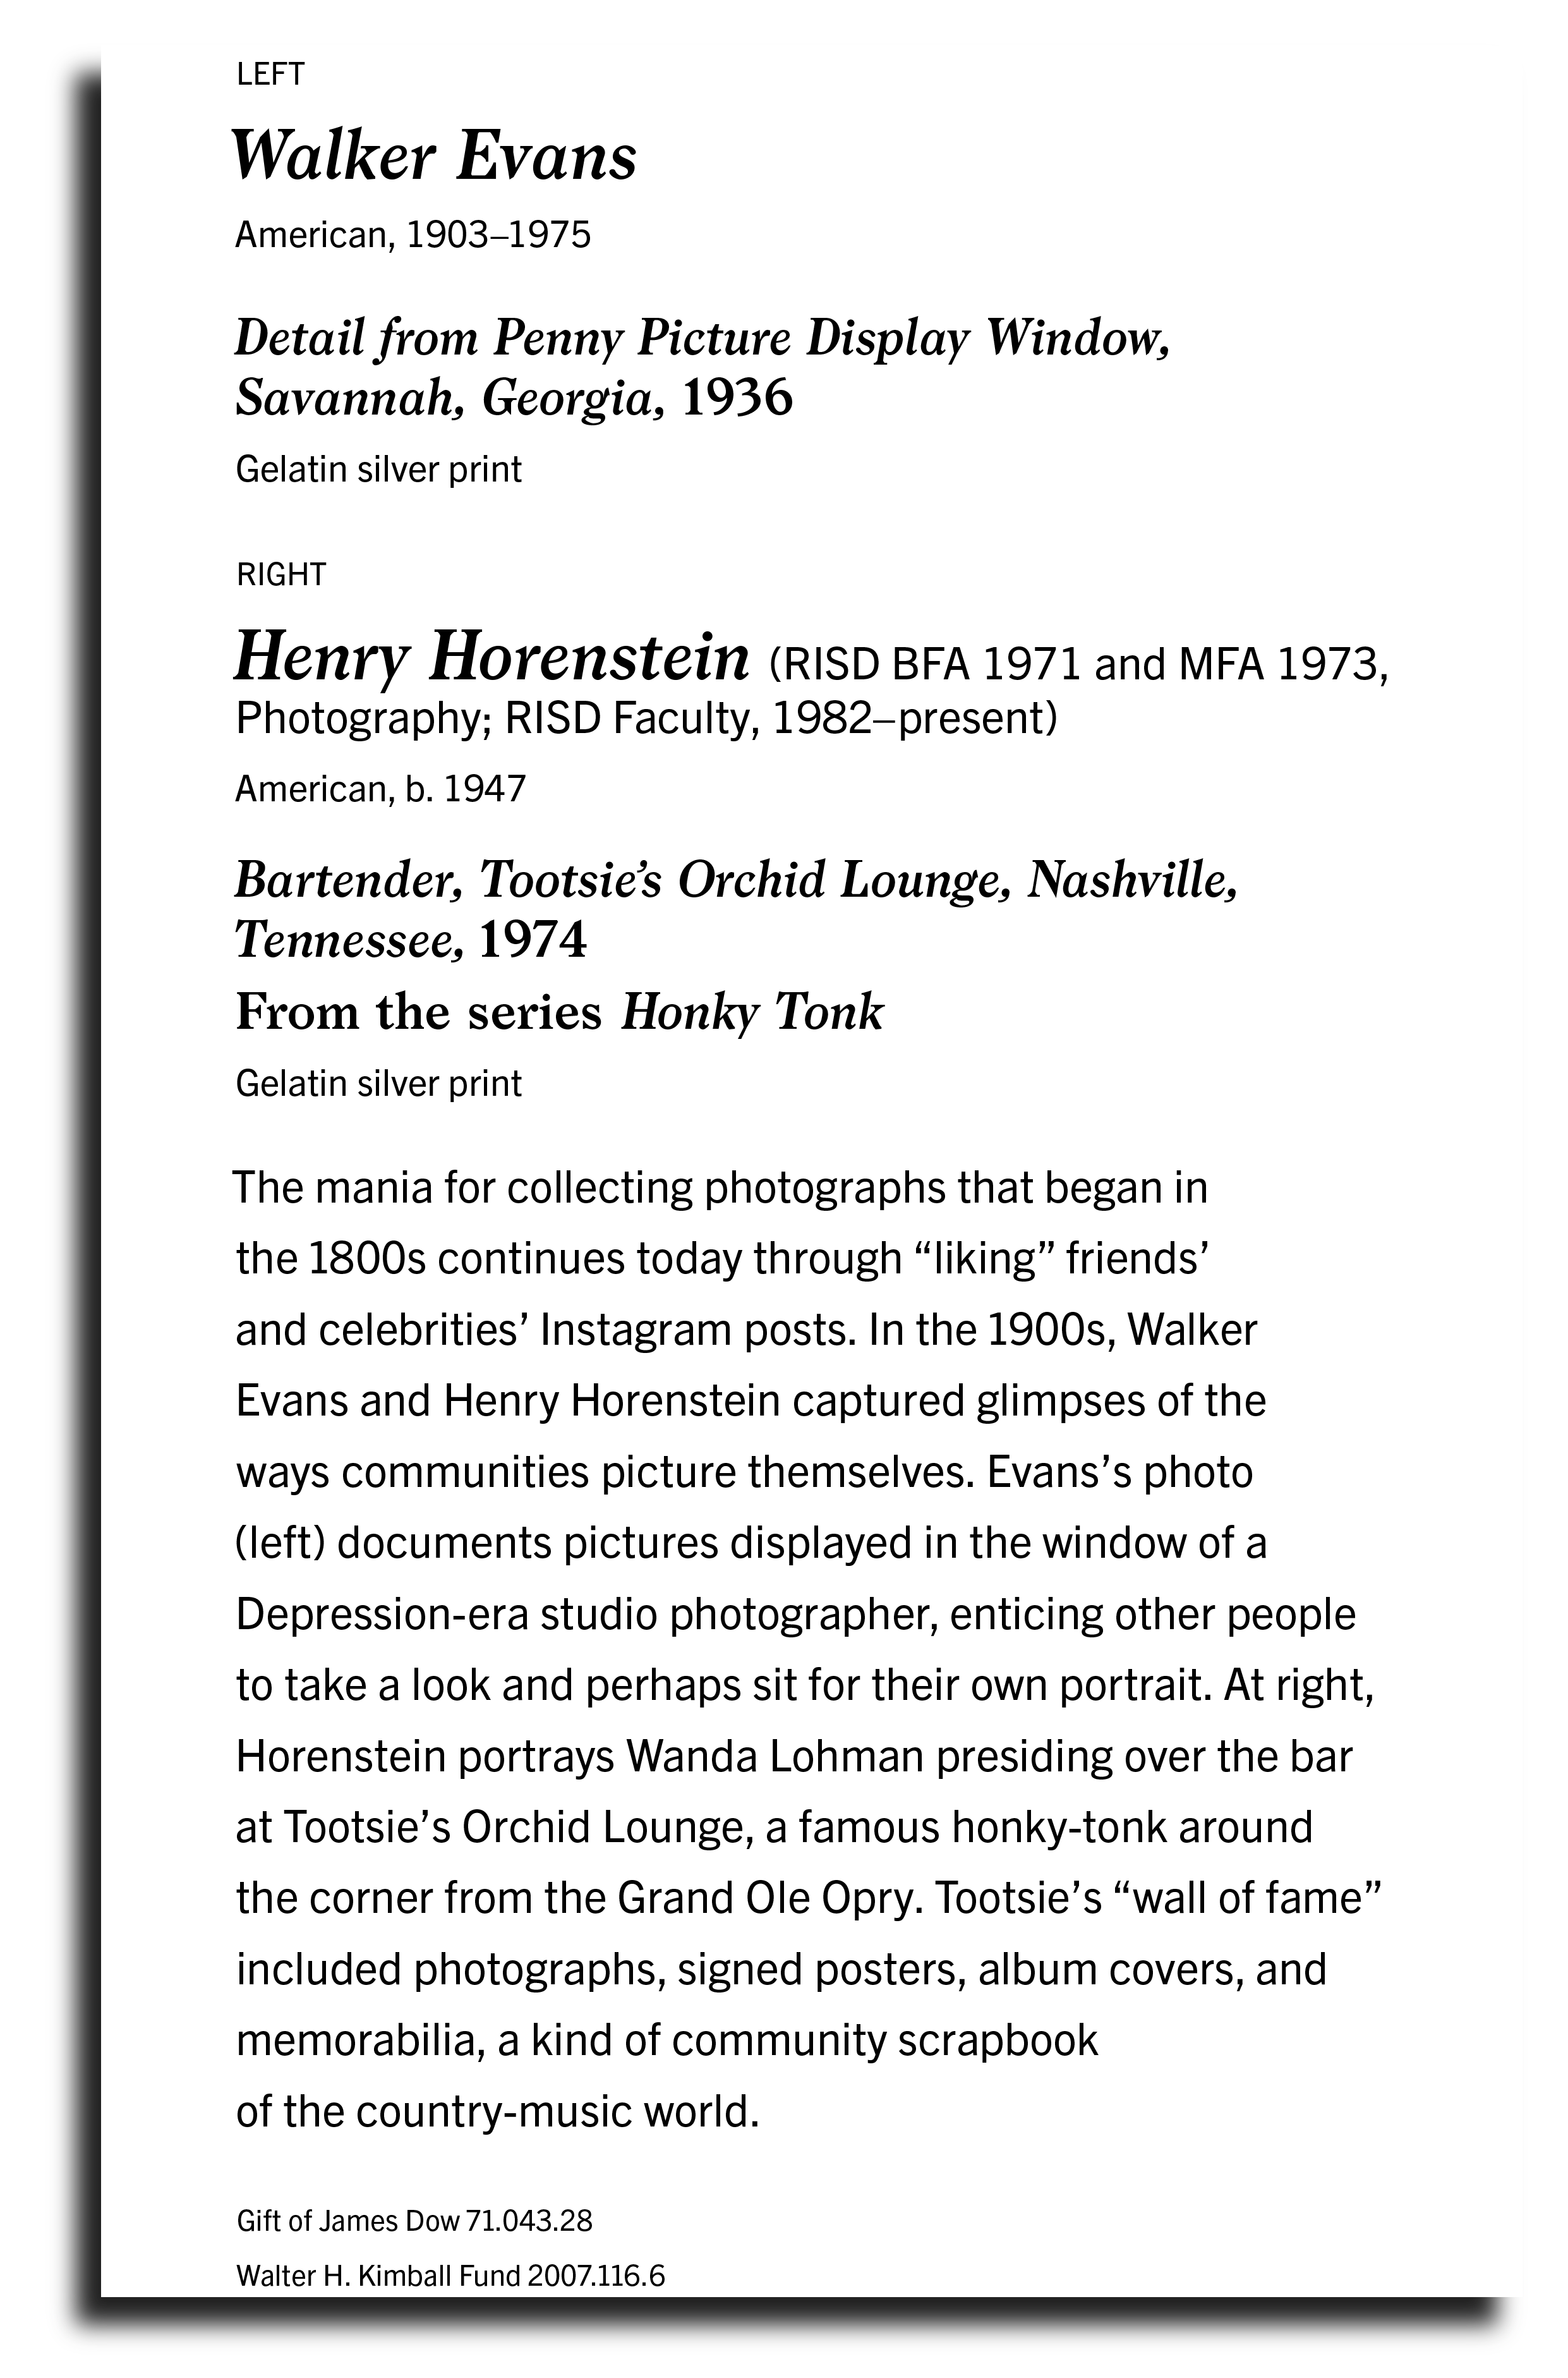 LEFT
Walker Evans
American, 1903–1975
Detail from Penny Picture Display Window,
Savannah, Georgia, 1936
Gelatin silver print
RIGHT
Henry Horenstein (RISD BFA 1971 and MFA 1973,
Photography; RISD Faculty, 1982–present)
American, b. 1947
Bartender, Tootsie’s Orchid Lounge, Nashville,
Tennessee, 1974
From the series Honky Tonk
Gelatin silver print
The mania for collecting photographs that began in
the 1800s continues today through “liking” friends’
and celebrities’ Instagram posts. In the 1900s, Walker
Evans and Henry Horenstein captured glimpses of the
ways communities picture themselves. Evans’s photo
(left) documents pictures displayed in the window of a
Depression-era studio photographer, enticing other people
to take a look and perhaps sit for their own portrait. At right,
Horenstein portrays Wanda Lohman presiding over the bar
at Tootsie’s Orchid Lounge, a famous honky-tonk around
the corner from the Grand Ole Opry. Tootsie’s “wall of fame”
included photographs, signed posters, album covers, and
memorabilia, a kind of community scrapbook
of the country-music world.
Gift of James Dow 71.043.28
Walter H. Kimball Fund 2007.116.6